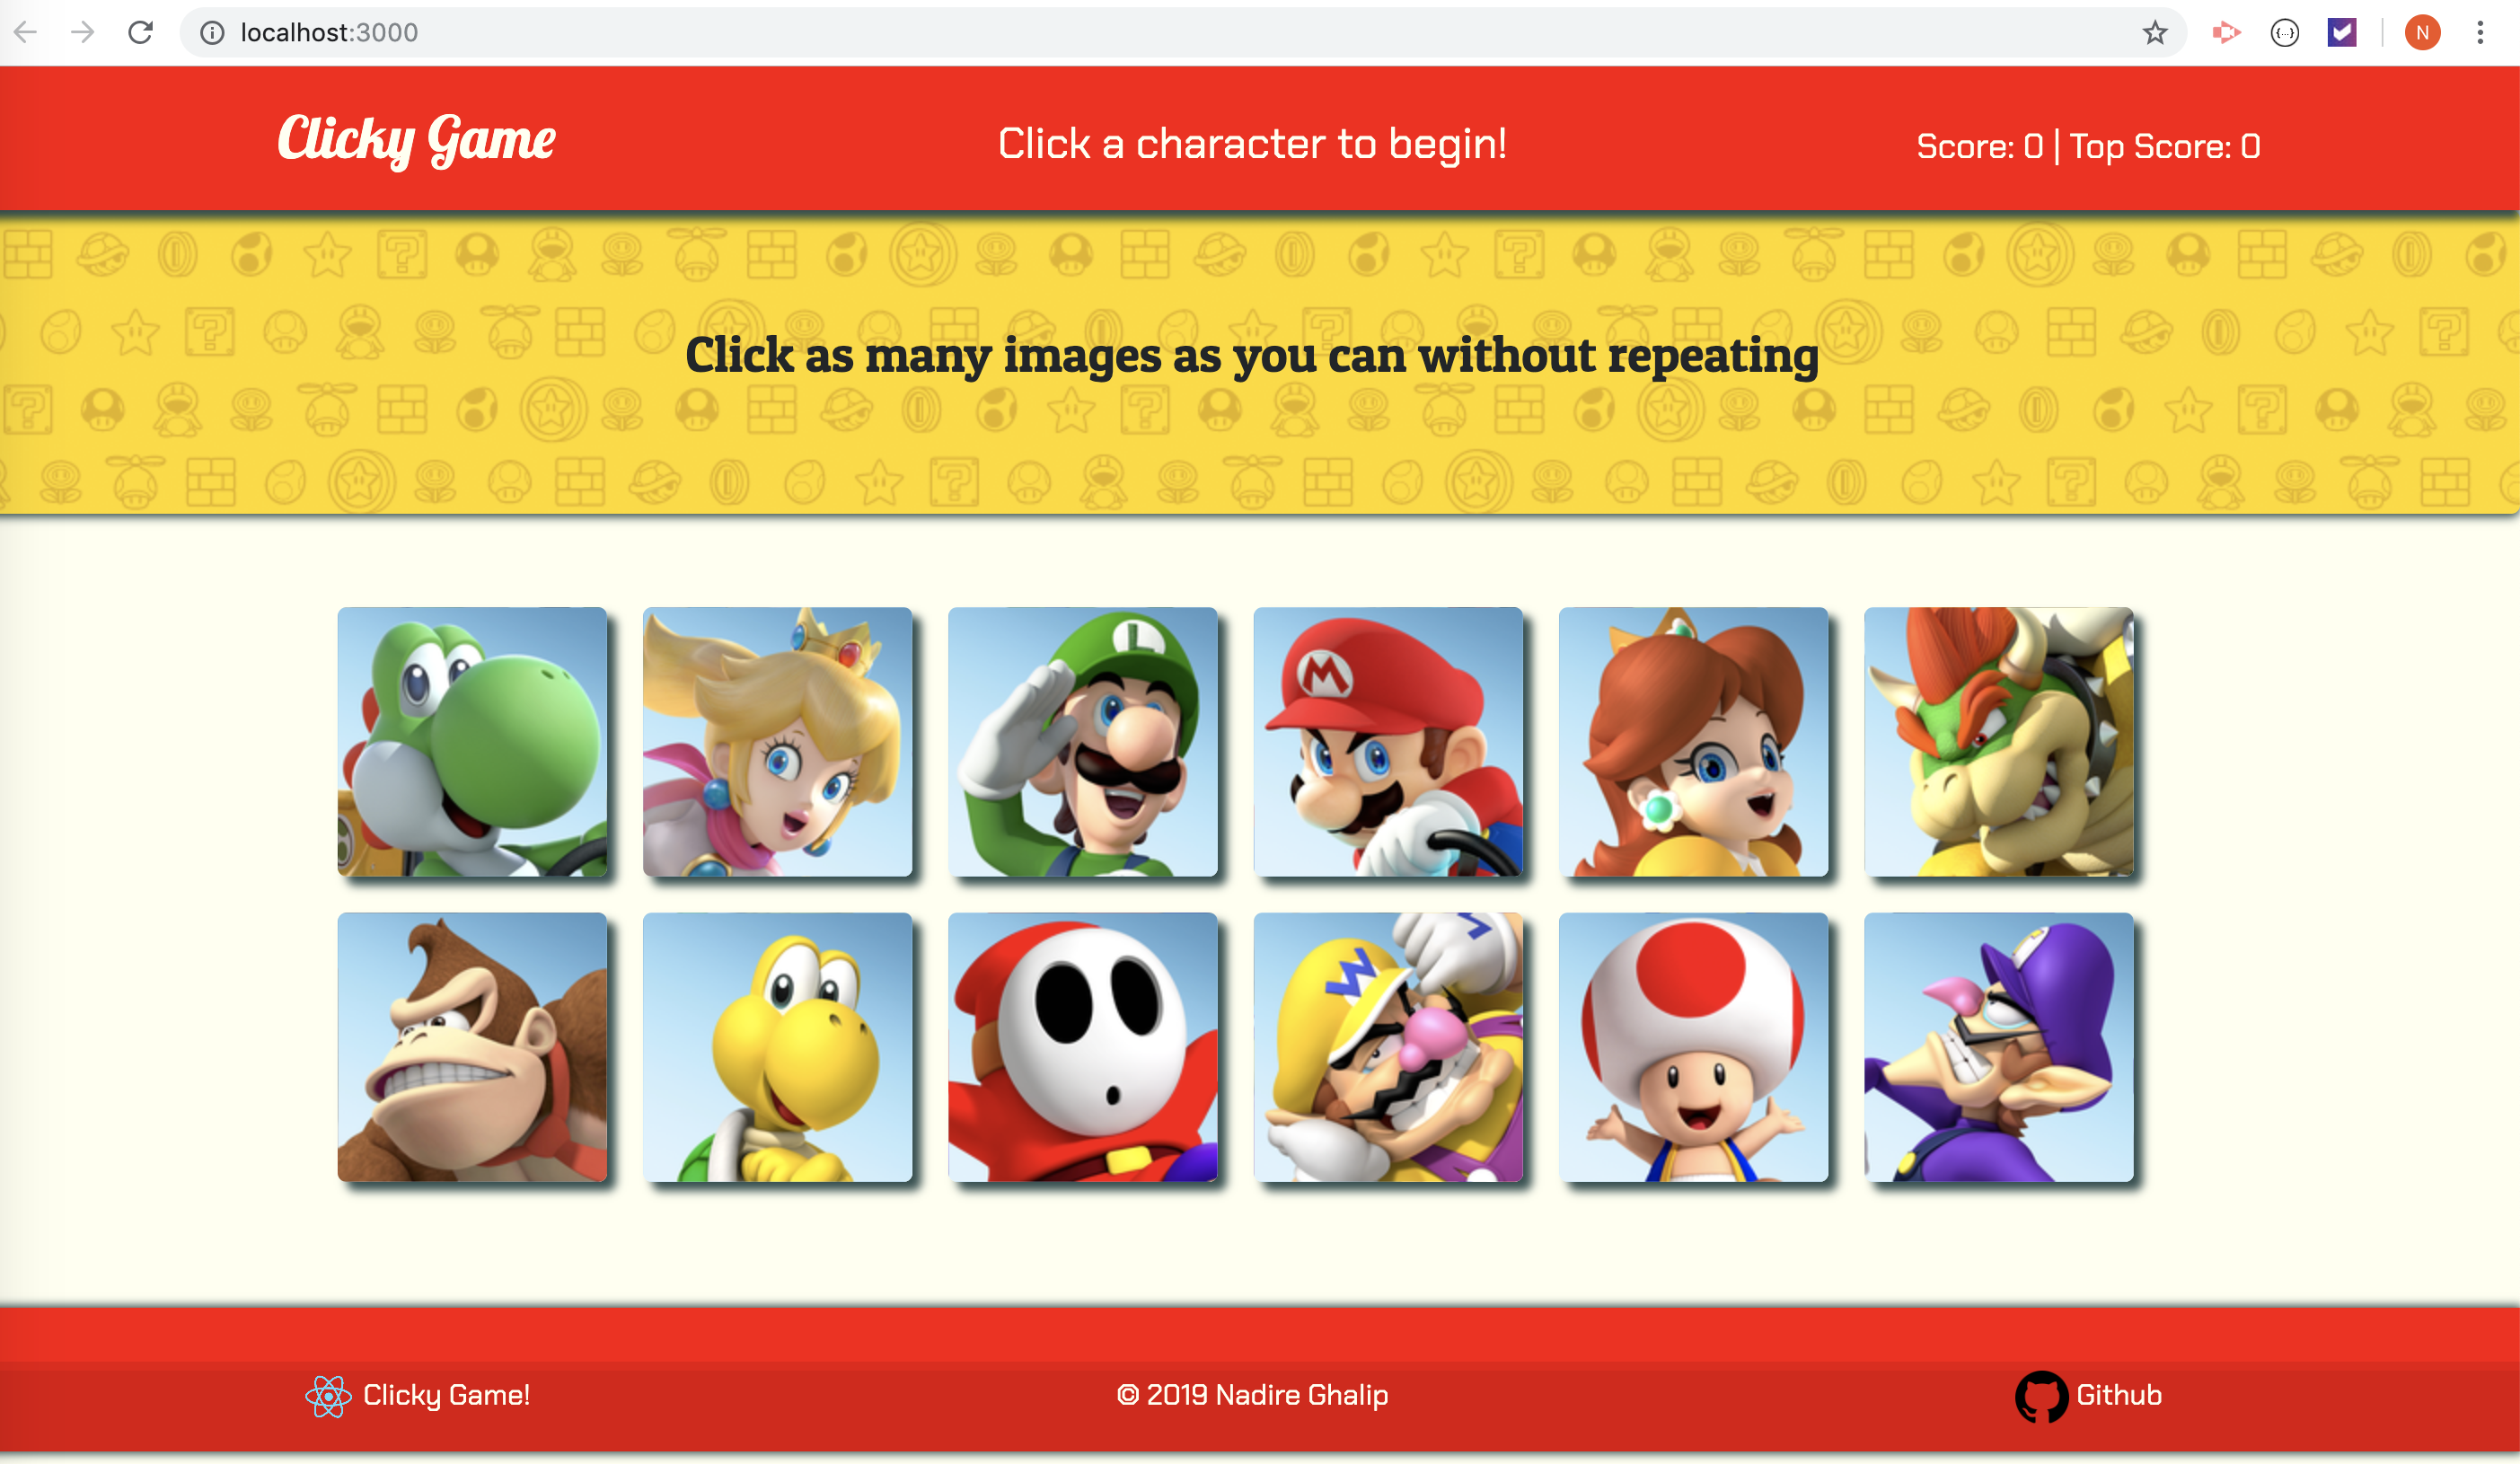 localhost:3000
N
Clicky Game
Click a character to begin!
Score: 0 | Top Score: 0
Click as many images as you can without repeating
L
M
W
Clicky Game!
© 2019 Nadire Ghalip
Github